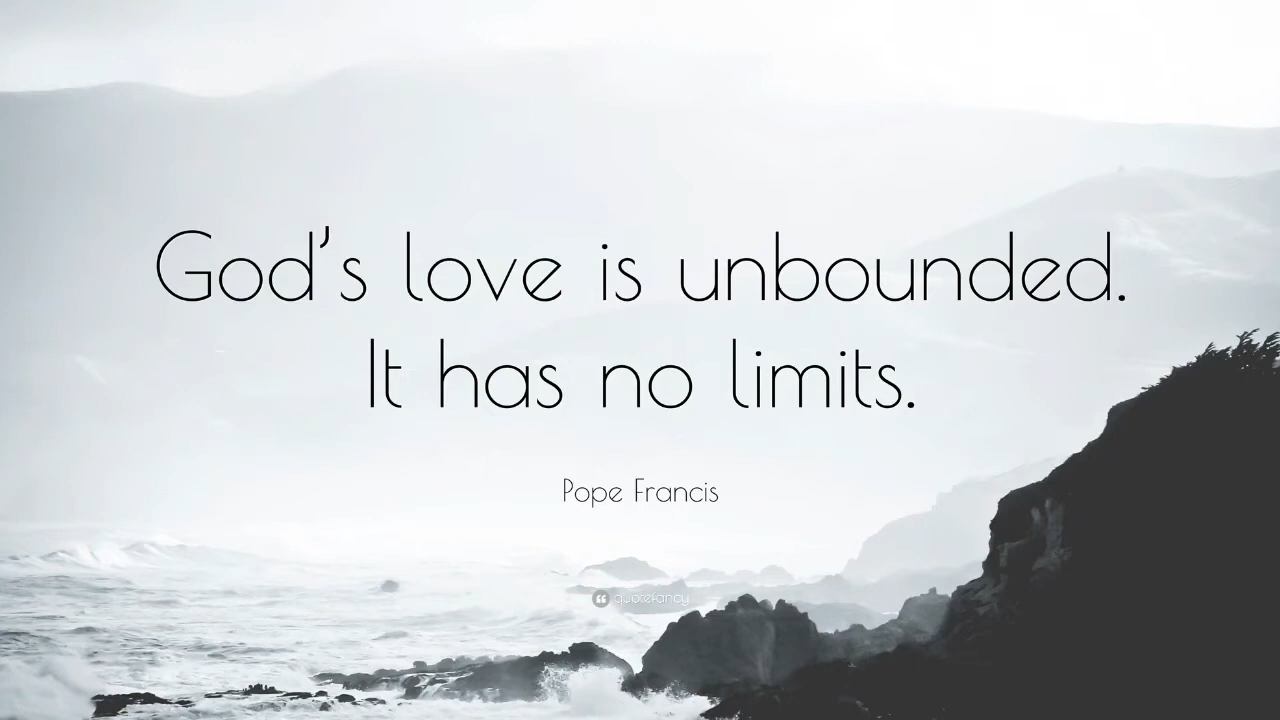 God’s love is unbounded.
It has no limits.
Pope Francis
quotefancy